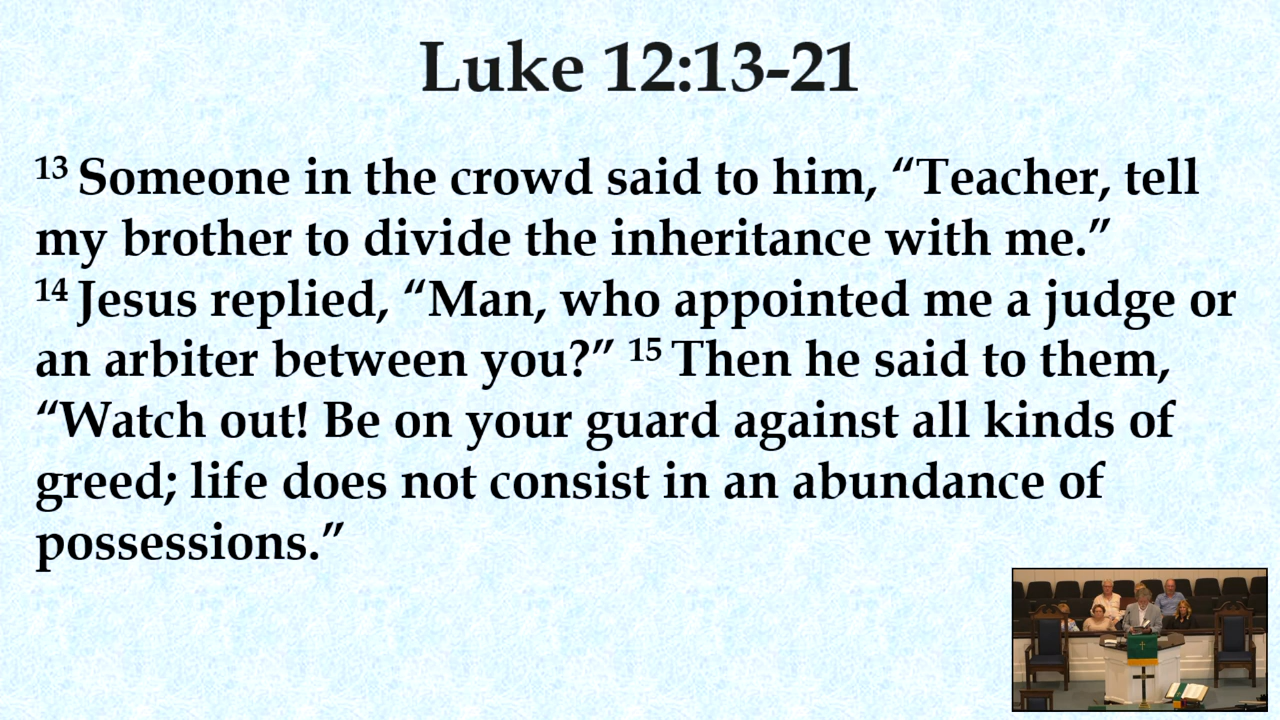 Luke 12:13-21
13 Someone in the crowd said to him, “Teacher, tell
my brother to divide the inheritance with me.”
14 Jesus replied, “Man, who appointed me a judge or
an arbiter between you?” 15 Then he said to them,
“Watch out! Be on your guard against all kinds of
greed; life does not consist in an abundance of
possessions.”